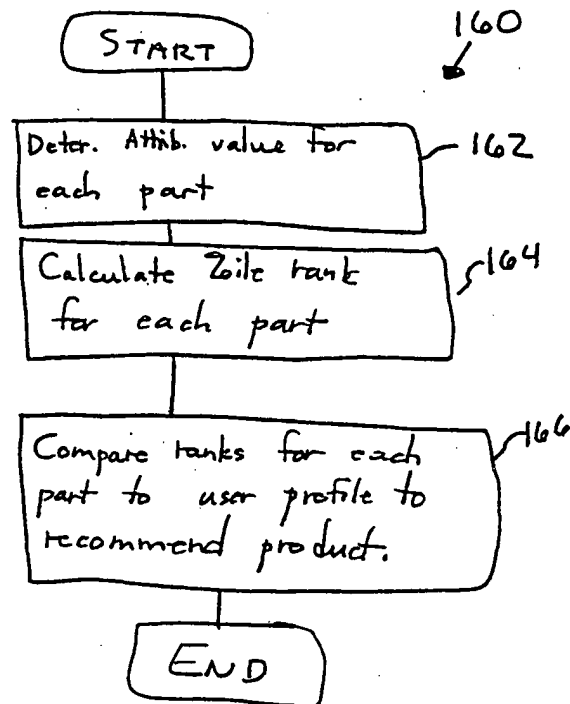 START
160
Deter. Attrib. value for
each part
162
Calculate %ile rank
for each part
164
Compare ranks for each
part to user profile to
recommend product.
166
END